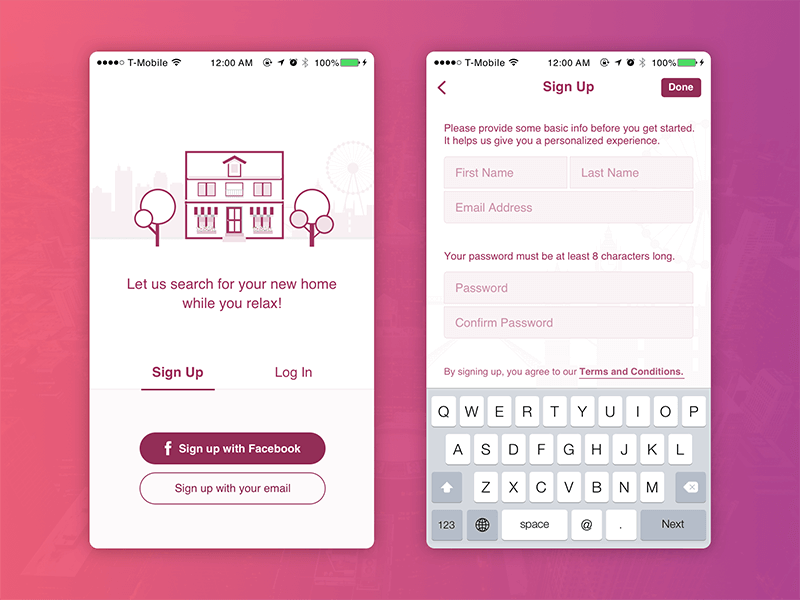 T-Mobile 12:00 AM 100%
Let us search for your new home
while you relax!
Sign Up Log In
f Sign up with Facebook
Sign up with your email
T-Mobile 12:00 AM 100%
Sign Up Done
Please provide some basic info before you get started.
It helps us give you a personalized experience.
First Name Last Name
Email Address
Your password must be at least 8 characters long.
Password
Confirm Password
By signing up, you agree to our Terms and Conditions.
Q W E R T Y U I O P
A S D F G H J K L
Z X C V B N M
123 space @ . Next